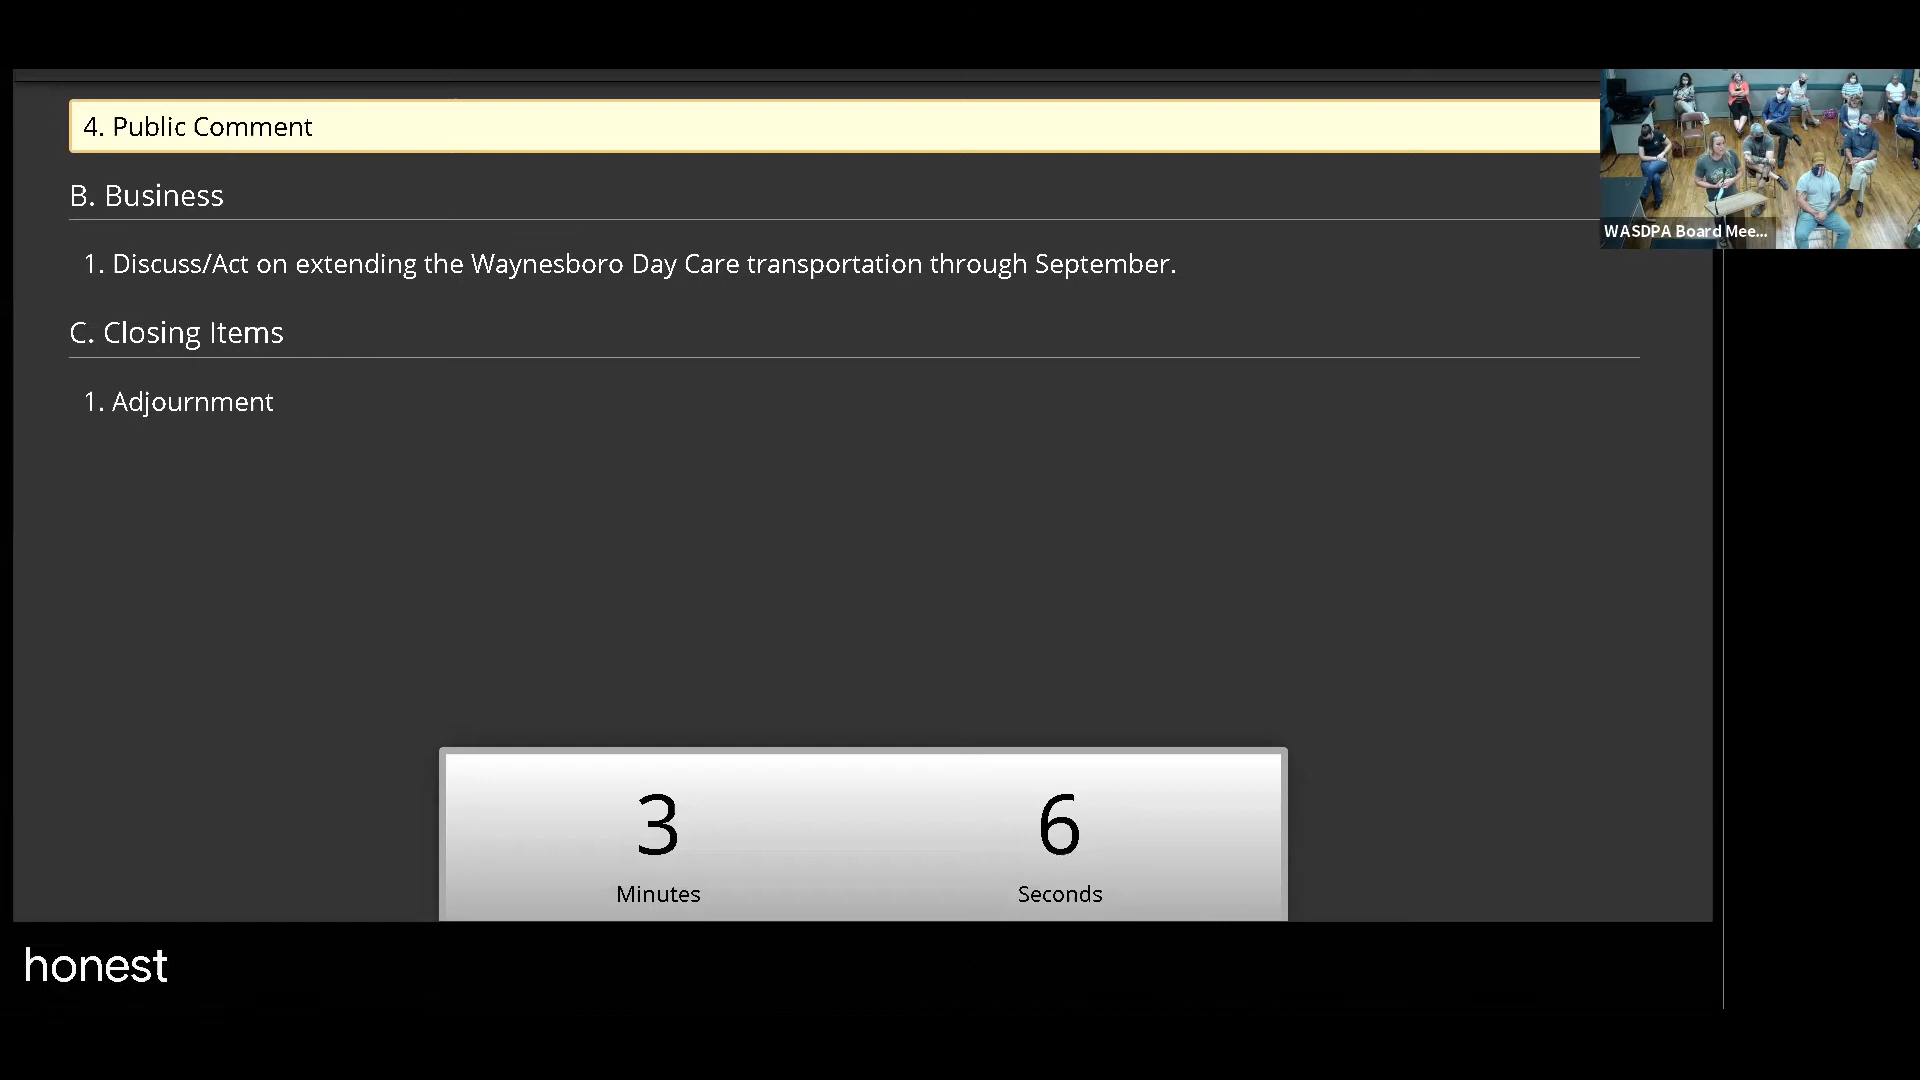 4. Public Comment
WASDPA Board Mee...
B. Business
1. Discuss/Act on extending the Waynesboro Day Care transportation through September.
C. Closing Items
1. Adjournment
3 6
Minutes Seconds
honest